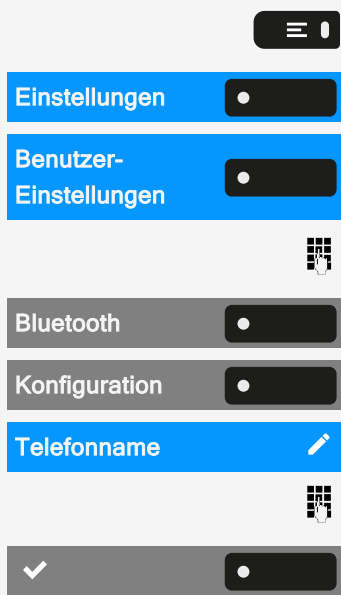 Einstellungen
Benutzer-
Einstellungen
Bluetooth
Konfiguration
Telefonname